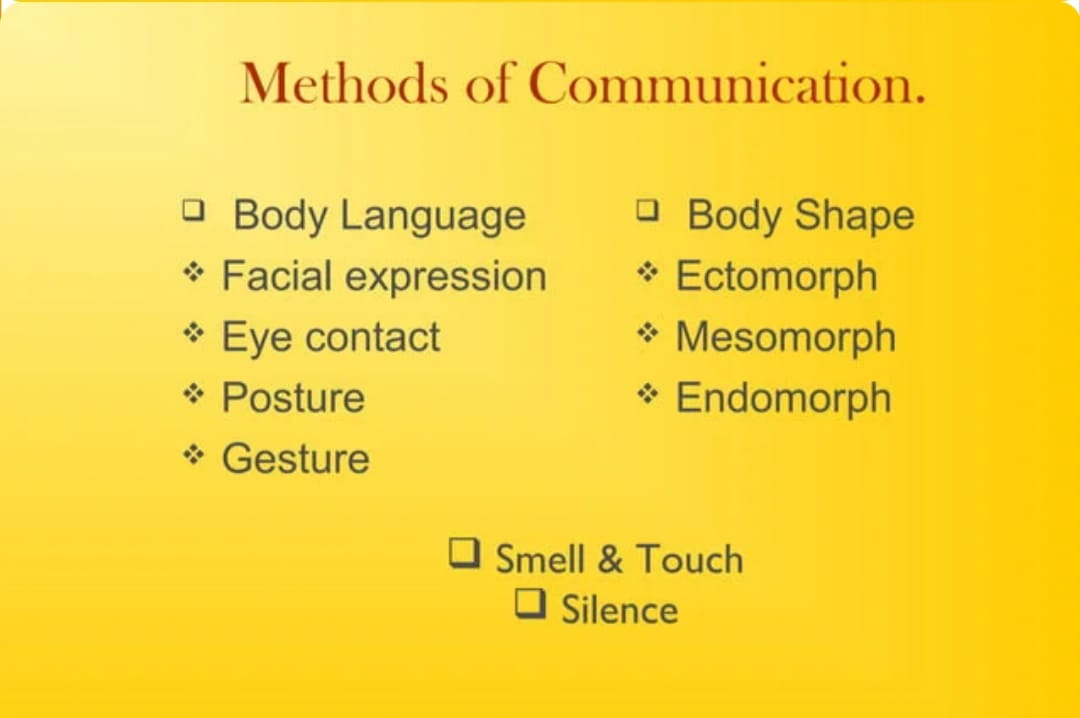 Methods of Communication.
❑ Body Language
❖ Facial expression
❖ Eye contact
❖ Posture
❖ Gesture
❑ Body Shape
❖ Ectomorph
❖ Mesomorph
❖ Endomorph
❑ Smell & Touch
❑ Silence